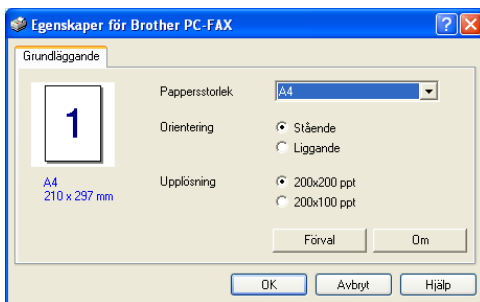 Egenskaper för Brother PC-FAX
Grundläggande
1
A4
210 x 297 mm
Pappersstorlek A4
Orientering Stående
Liggande
Upplösning 200x200 ppt
200x100 ppt
Förval Om
OK Avbryt Hjälp